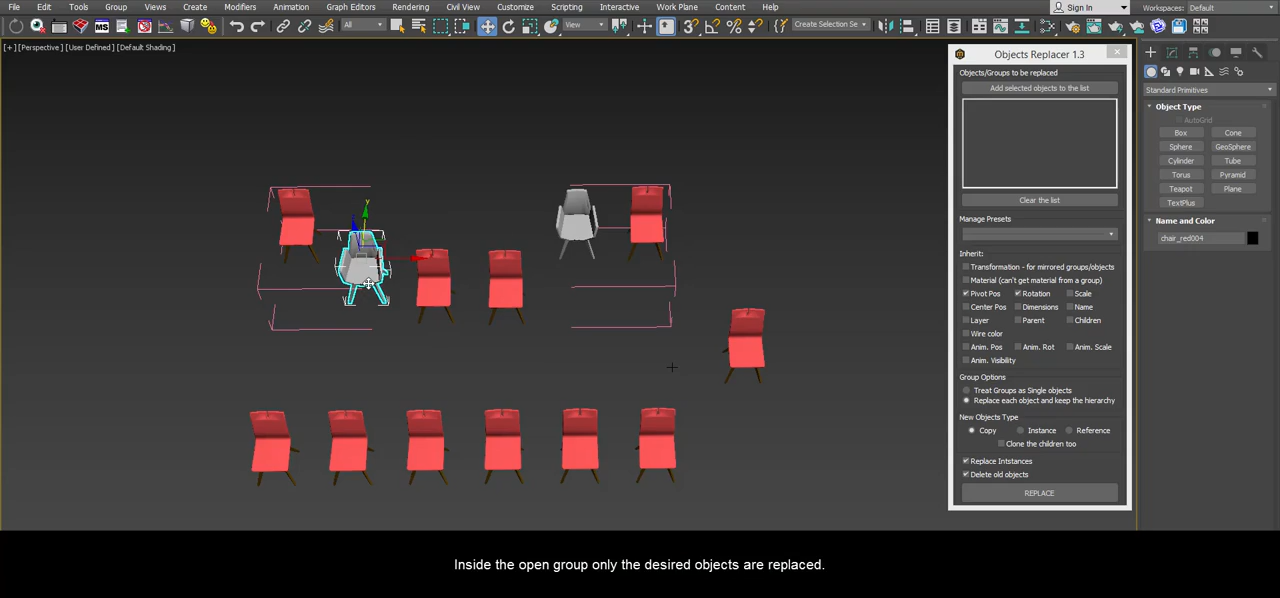 File Edit Tools Group Views Create Modifiers Animation Graph Editors Rendering Civil View Customize Scripting Interactive Work Plane Content Help
Sign In
Workspaces: Default
All
View
Create Selection Se
[+] [Perspective] [User Defined] [Default Shading]
Objects Replacer 1.3
Objects/Groups to be replaced
Add selected objects to the list
Clear the list
Manage Presets
Inherit:
Transformation - for mirrored groups/objects
Material (can't get material from a group)
Pivot Pos Rotation Scale
Center Pos Dimensions Name
Layer Parent Children
Wire color
Anim. Pos Anim. Rot Anim. Scale
Anim. Visibility
Group Options
Treat Groups as Single objects
Replace each object and keep the hierarchy
New Objects Type
Copy Instance Reference
Clone the children too
Replace Intstances
Delete old objects
REPLACE
Standard Primitives
Object Type
AutoGrid
Box Cone
Sphere GeoSphere
Cylinder Tube
Torus Pyramid
Teapot Plane
TextPlus
Name and Color
chair_red004
x
y
Inside the open group only the desired objects are replaced.